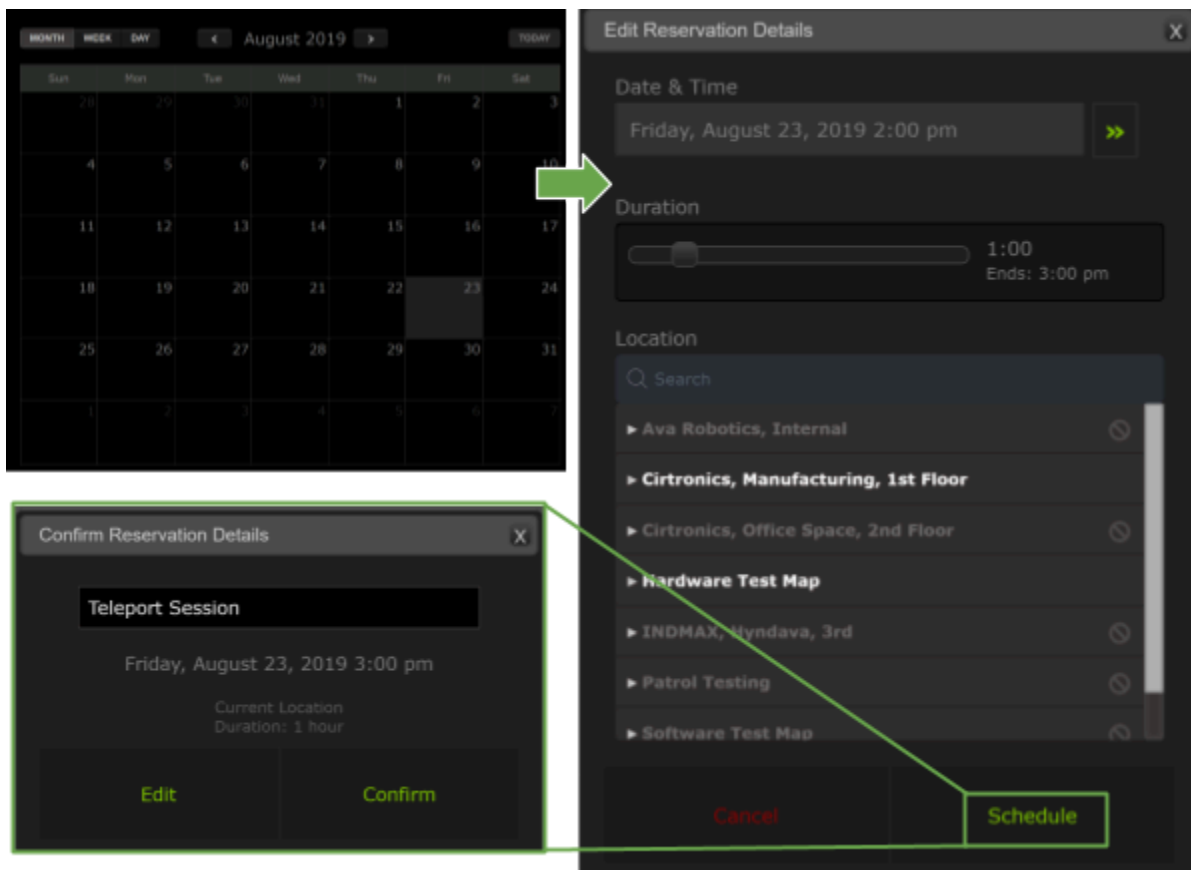 MONTH WEEK DAY < August 2019 > TODAY
Sun Mon Tue Wed Thu Fri Sat
28 29 30 31 1 2 3
4 5 6 7 8 9 10
11 12 13 14 15 16 17
18 19 20 21 22 23 24
25 26 27 28 29 30 31
1 2 3 4 5 6 7
Edit Reservation Details X
Date & Time
Friday, August 23, 2019 2:00 pm »
Duration
1:00
Ends: 3:00 pm
Location
Search
Ava Robotics, Internal
Cirtronics, Manufacturing, 1st Floor
Cirtronics, Office Space, 2nd Floor
Hardware Test Map
INDMAX, Hyndava, 3rd
Patrol Testing
Software Test Map
Cancel Schedule
Confirm Reservation Details X
Teleport Session
Friday, August 23, 2019 3:00 pm
Current Location
Duration: 1 hour
Edit Confirm